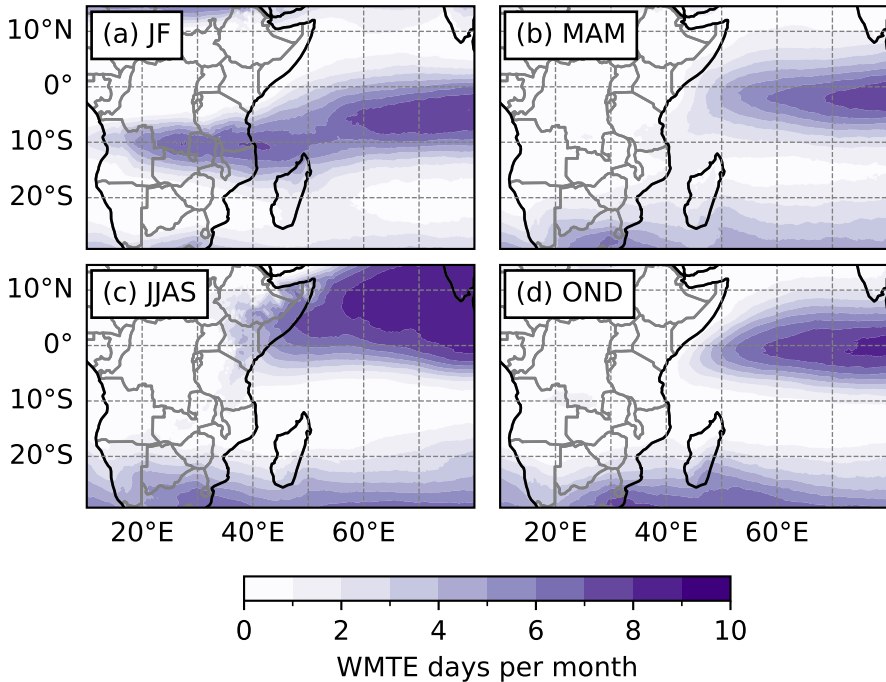 (a) JF
(b) MAM
10°N
0°
10°S
20°S
(c) JJAS
(d) OND
10°N
0°
10°S
20°S
20°E 40°E 60°E 20°E 40°E 60°E
0 2 4 6 8 10
WMTE days per month